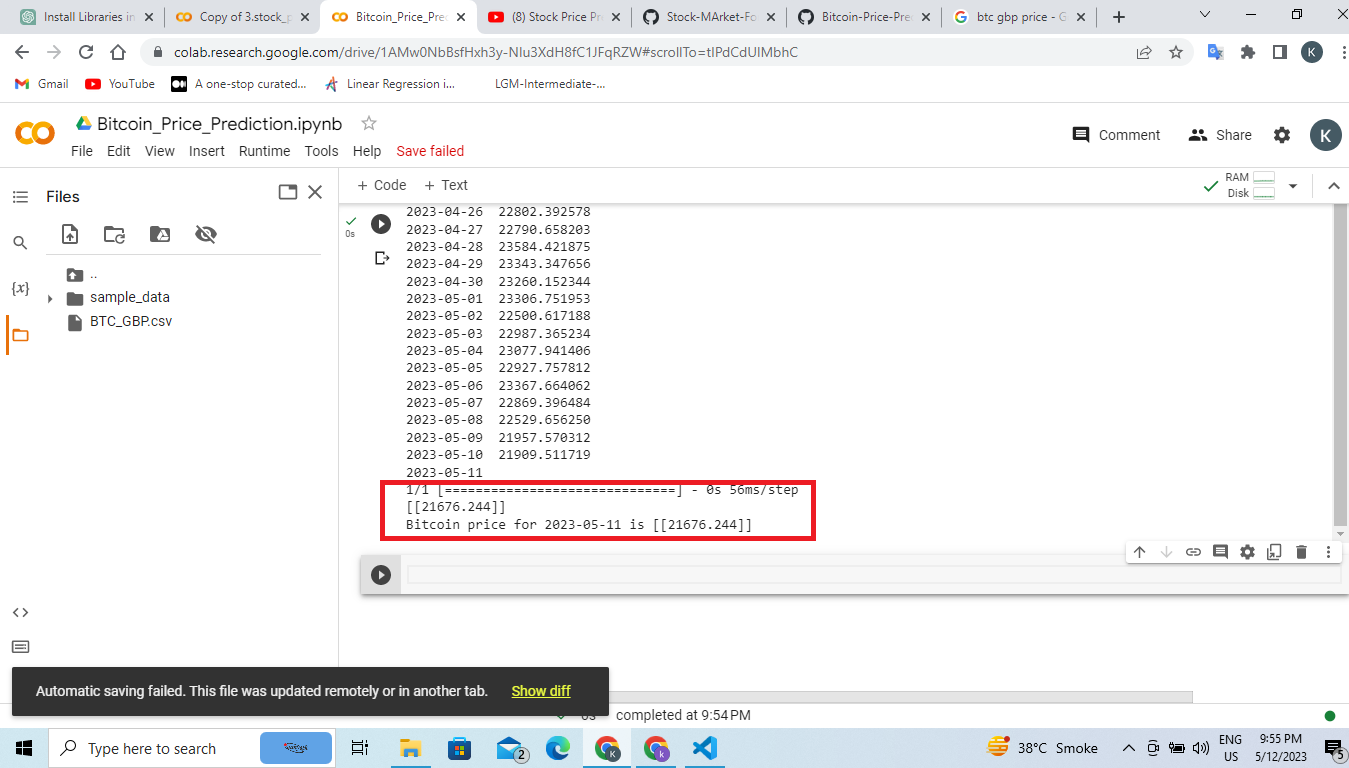 Install Libraries in
Copy of 3.stock_p
Bitcoin_Price_Pre
(8) Stock Price Pr
Stock-MArket-Fo
Bitcoin-Price-Pre
btc gbp price - G
colab.research.google.com/drive/1AMw0NbBsfHxh3y-NIu3XdH8fC1JFqRZW#scrollTo=tlPdCdUIMbhC
K
Gmail
YouTube
A one-stop curated...
Linear Regression i...
LGM-Intermediate-...
Bitcoin_Price_Prediction.ipynb
Comment
Share
K
File Edit View Insert Runtime Tools Help Save failed
Files
+ Code + Text
RAM
Disk
..
sample_data
BTC_GBP.csv
{x}
0s
2023-04-26 22802.392578
2023-04-27 22790.658203
2023-04-28 23584.421875
2023-04-29 23343.347656
2023-04-30 23260.152344
2023-05-01 23306.751953
2023-05-02 22500.617188
2023-05-03 22987.365234
2023-05-04 23077.941406
2023-05-05 22927.757812
2023-05-06 23367.664062
2023-05-07 22869.396484
2023-05-08 22529.656250
2023-05-09 21957.570312
2023-05-10 21909.511719
2023-05-11
1/1 [==============================] - 0s 56ms/step
[[21676.244]]
Bitcoin price for 2023-05-11 is [[21676.244]]
Automatic saving failed. This file was updated remotely or in another tab. Show diff
0s completed at 9:54 PM
Type here to search
2
K
k
38°C Smoke
ENG
US
9:55 PM
5/12/2023
5